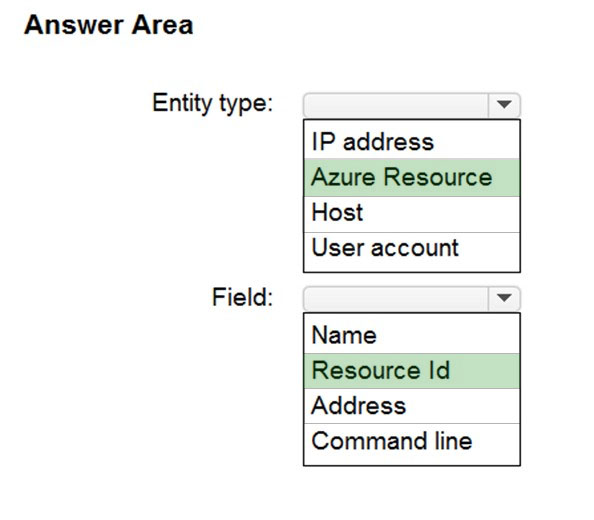 Answer Area
Entity type:
IP address
Azure Resource
Host
User account
Field:
Name
Resource Id
Address
Command line